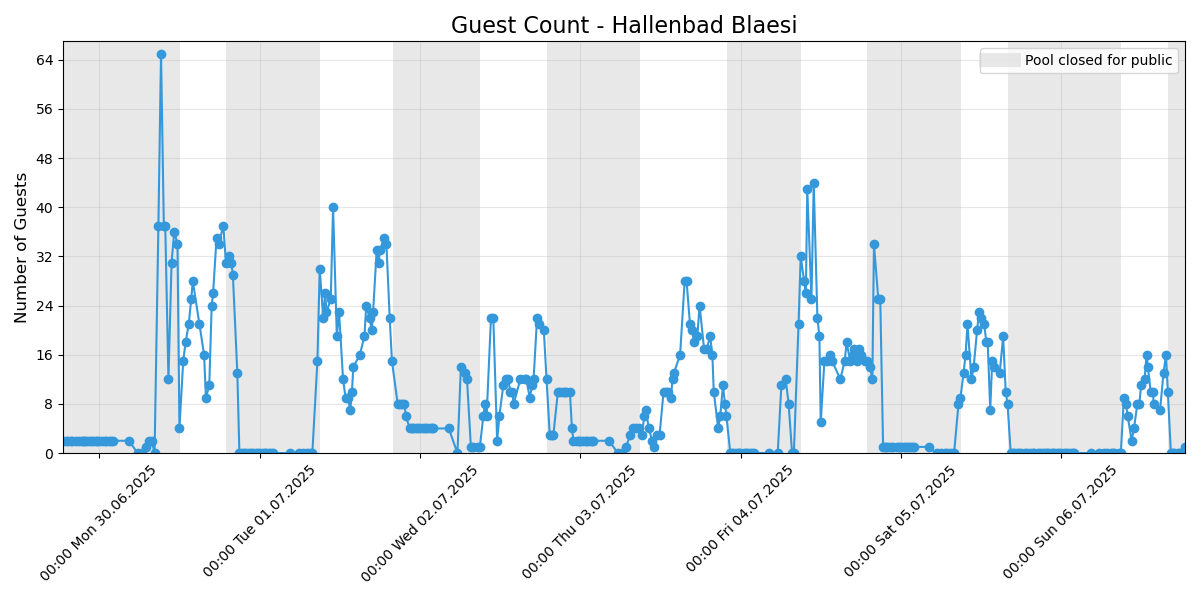 Guest Count - Hallenbad Blaesi
Pool closed for public
Number of Guests
64
56
48
40
32
24
16
8
0
00:00 Mon 30.06.2025
00:00 Tue 01.07.2025
00:00 Wed 02.07.2025
00:00 Thu 03.07.2025
00:00 Fri 04.07.2025
00:00 Sat 05.07.2025
00:00 Sun 06.07.2025